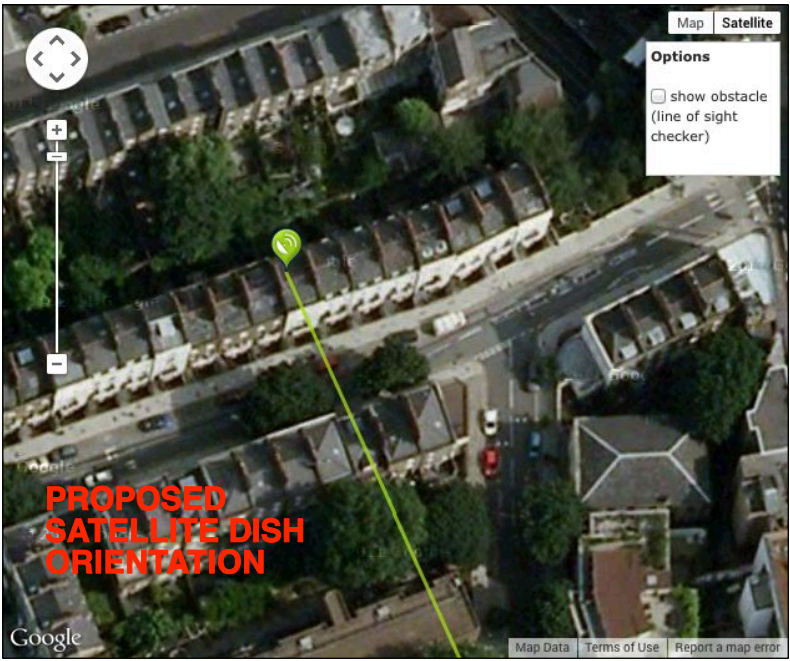 Map
Satellite
Options
show obstacle
(line of sight
checker)
PROPOSED
SATELLITE DISH
ORIENTATION
Google
Map Data
Terms of Use
Report a map error